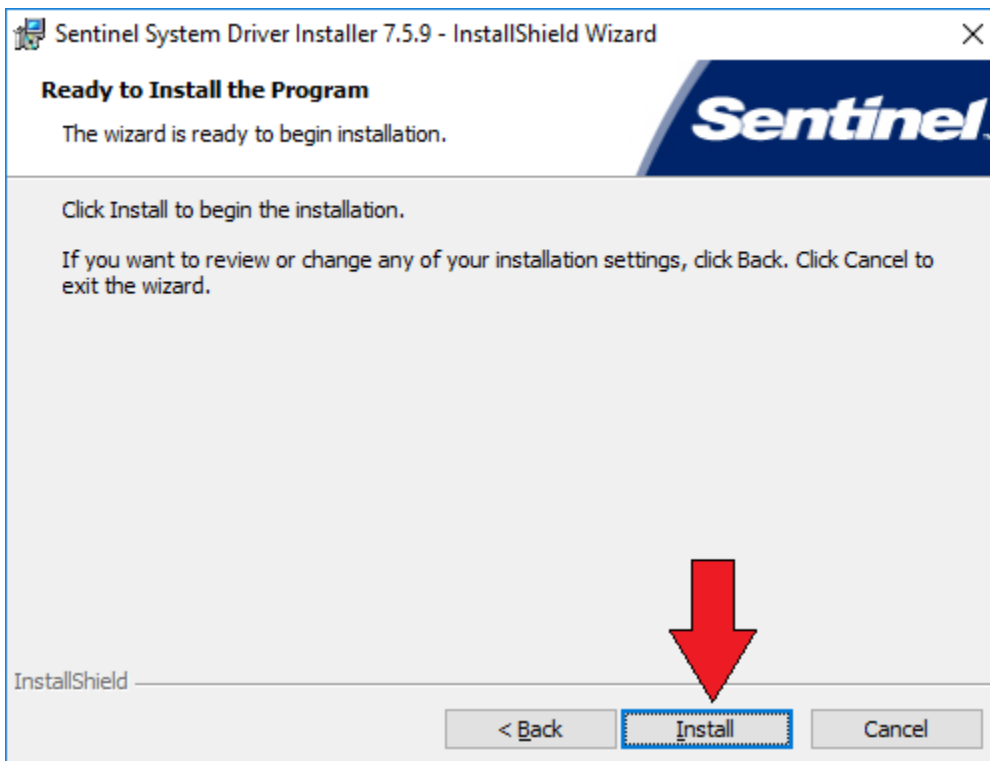 Sentinel System Driver Installer 7.5.9 - InstallShield Wizard
Ready to Install the Program
The wizard is ready to begin installation.
Sentinel
Click Install to begin the installation.
If you want to review or change any of your installation settings, click Back. Click Cancel to
exit the wizard.
InstallShield
< Back
Install
Cancel